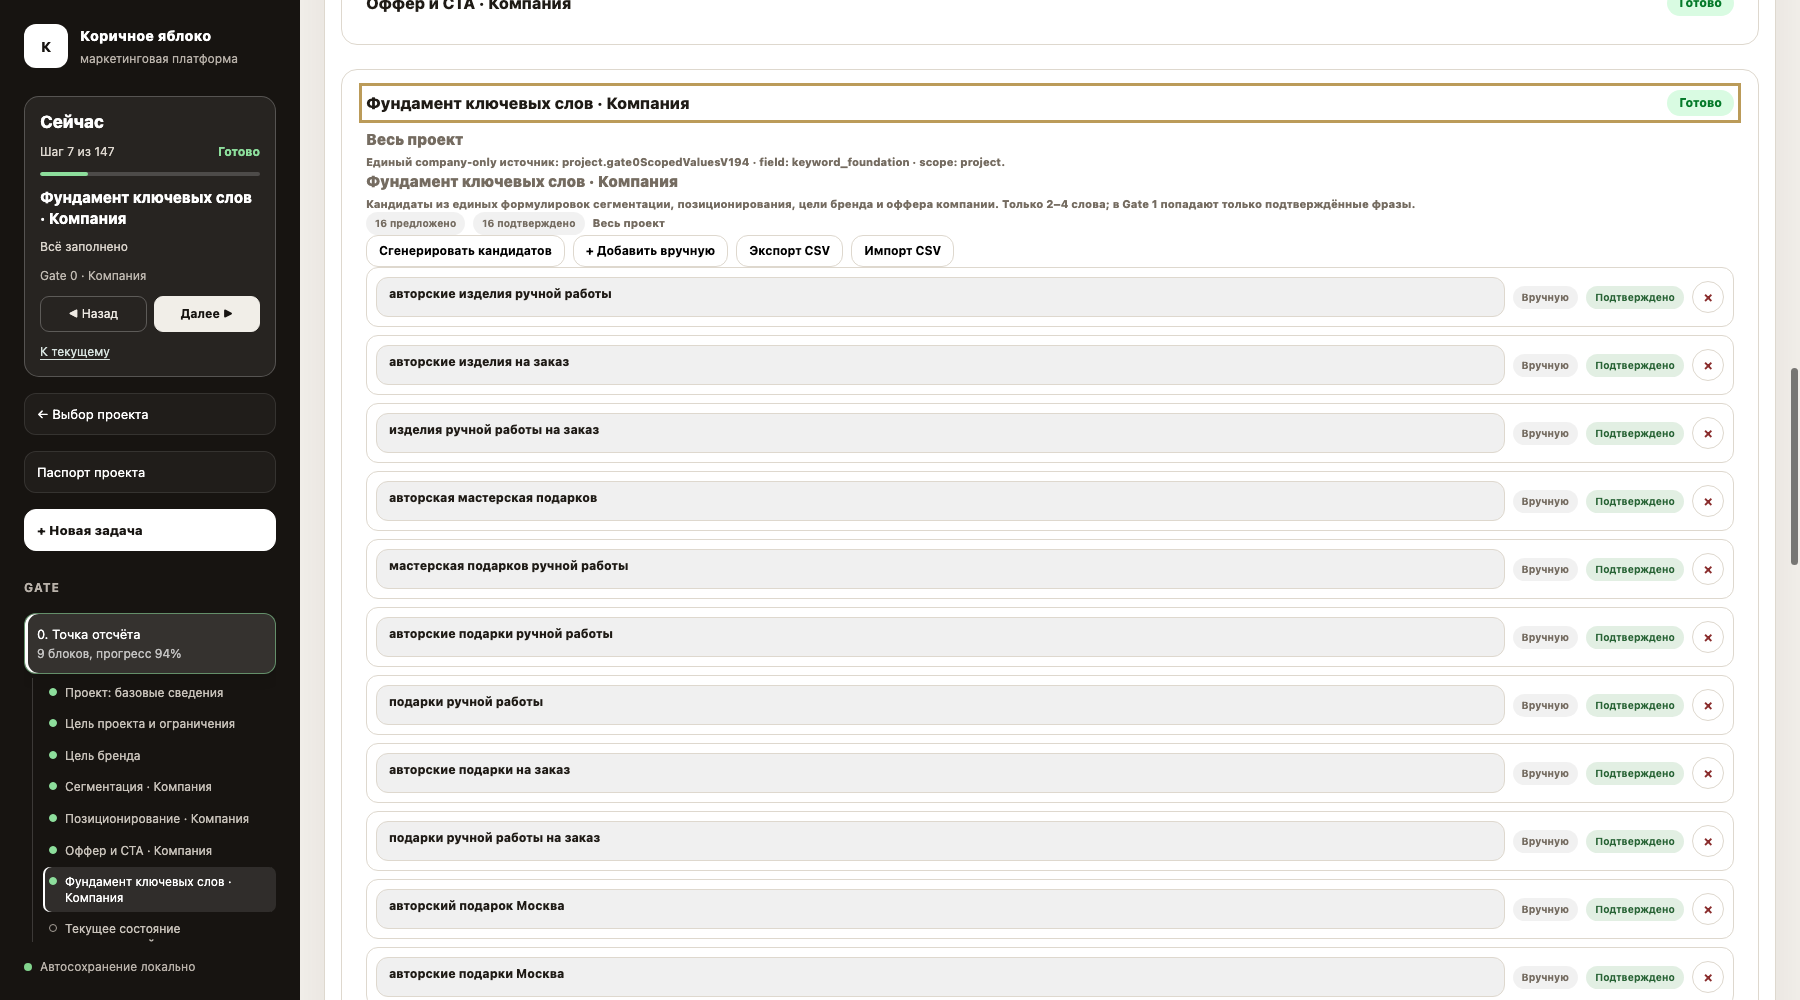 К
Коричное яблоко
маркетинговая платформа
Сейчас
Шаг 7 из 147
Готово
Фундамент ключевых слов
· Компания
Всё заполнено
Gate 0 · Компания
◀ Назад
Далее ▶
К текущему
← Выбор проекта
Паспорт проекта
+ Новая задача
GATE
0. Точка отсчёта
9 блоков, прогресс 94%
Проект: базовые сведения
Цель проекта и ограничения
Цель бренда
Сегментация · Компания
Позиционирование · Компания
Оффер и CTA · Компания
Фундамент ключевых слов ·
Компания
Текущее состояние
Автосохранение локально
Оффер и CTA · Компания
Готово
Фундамент ключевых слов · Компания
Готово
Весь проект
Единый company-only источник: project.gate0ScopedValuesV194 · field: keyword_foundation · scope: project.
Фундамент ключевых слов · Компания
Кандидаты из единых формулировок сегментации, позиционирования, цели бренда и оффера компании. Только 2–4 слова; в Gate 1 попадают только подтверждённые фразы.
16 предложено
16 подтверждено
Весь проект
Сгенерировать кандидатов
+ Добавить вручную
Экспорт CSV
Импорт CSV
авторские изделия ручной работы
Вручную
Подтверждено
×
авторские изделия на заказ
Вручную
Подтверждено
×
изделия ручной работы на заказ
Вручную
Подтверждено
×
авторская мастерская подарков
Вручную
Подтверждено
×
мастерская подарков ручной работы
Вручную
Подтверждено
×
авторские подарки ручной работы
Вручную
Подтверждено
×
подарки ручной работы
Вручную
Подтверждено
×
авторские подарки на заказ
Вручную
Подтверждено
×
подарки ручной работы на заказ
Вручную
Подтверждено
×
авторский подарок Москва
Вручную
Подтверждено
×
авторские подарки Москва
Вручную
Подтверждено
×